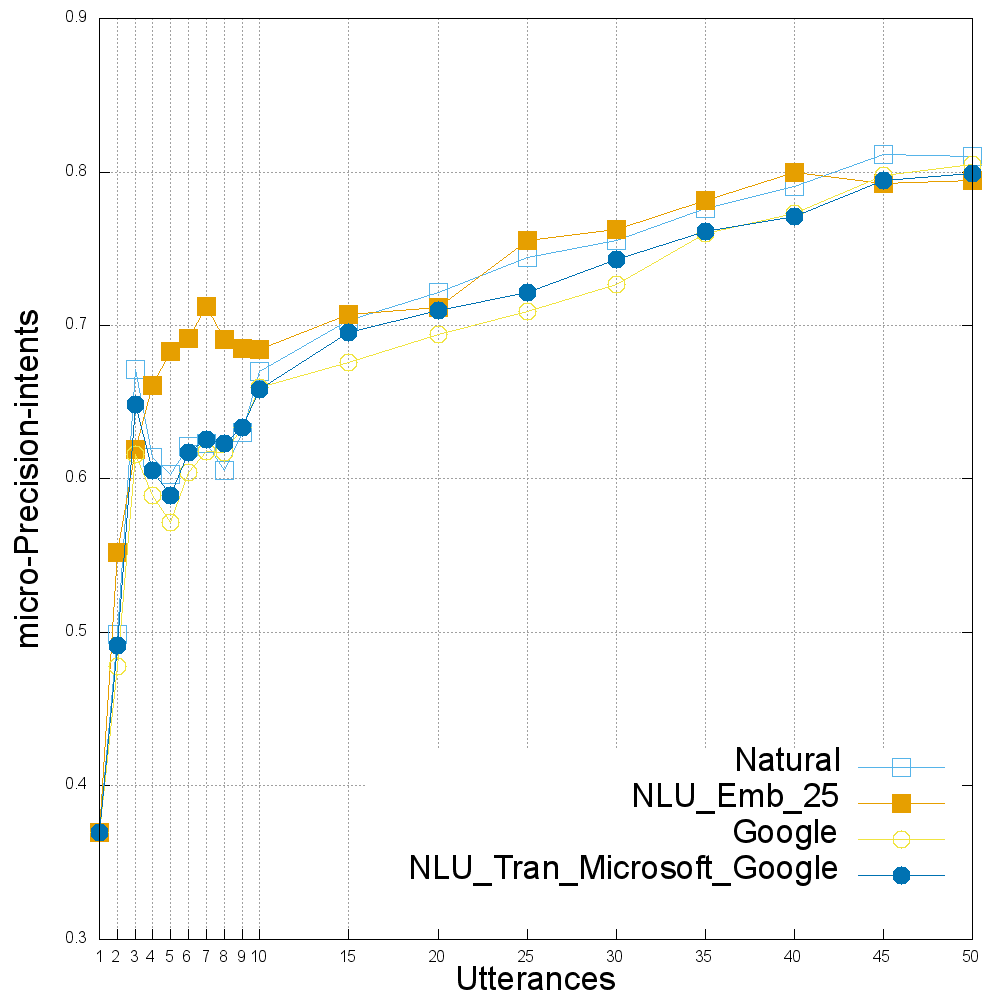 0.9
0.8
0.7
0.6
0.5
0.4
0.3
micro-Precision-intents
Natural
NLU_Emb_25
Google
NLU_Tran_Microsoft_Google
1 2 3 4 5 6 7 8 9 10 15 20 25 30 35 40 45 50
Utterances